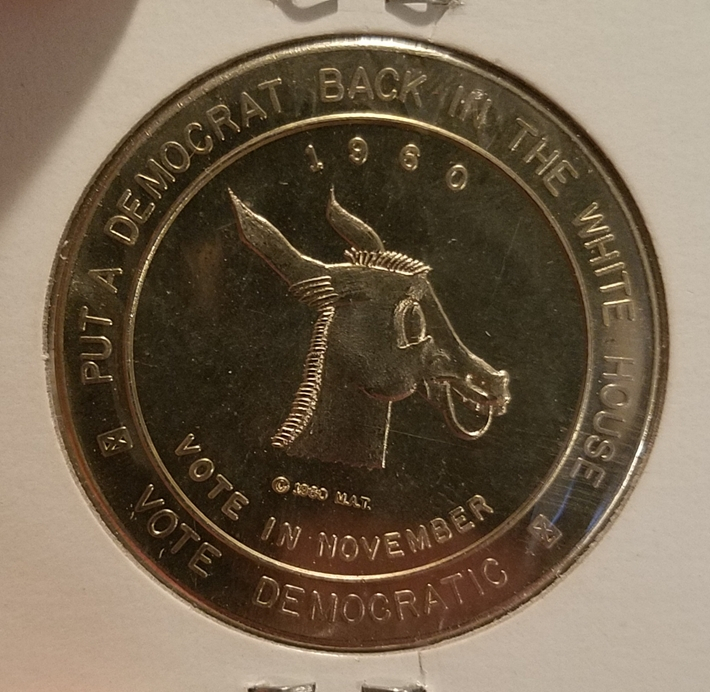 PUT A DEMOCRAT BACK IN THE WHITE HOUSE
1960
VOTE IN NOVEMBER
© 1960 M.A.T.
VOTE DEMOCRATIC